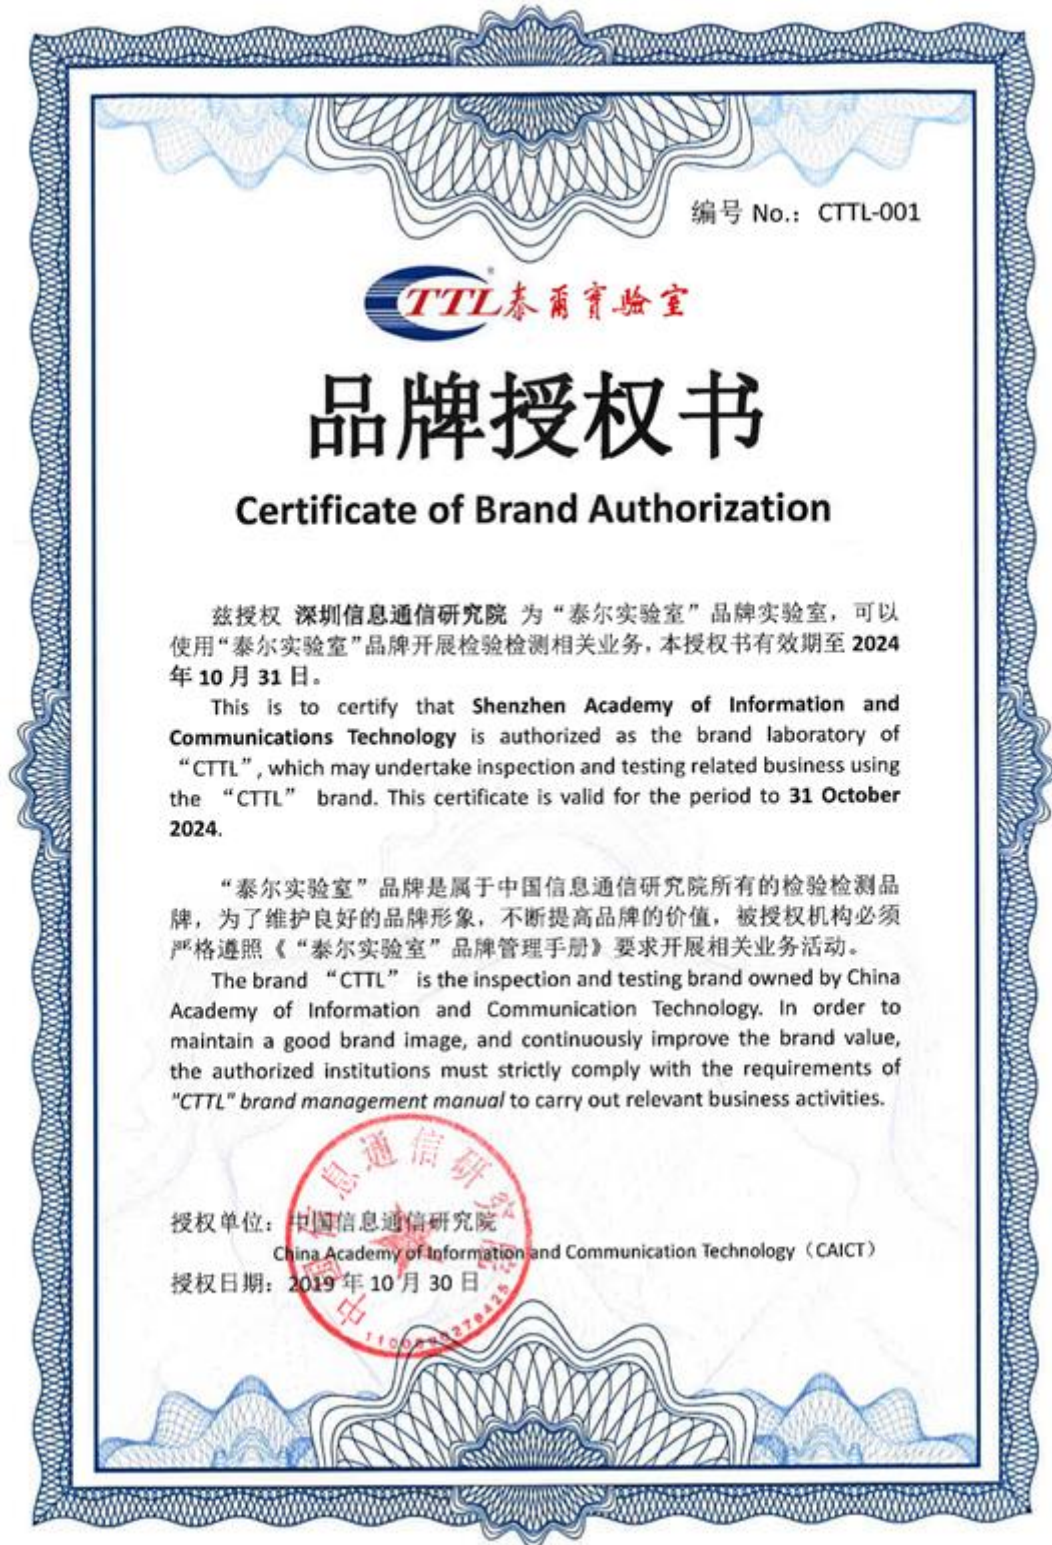 编号 No.: CTTL-001
CTTL泰爾實驗室
品牌授权书
Certificate of Brand Authorization
兹授权 深圳信息通信研究院 为“泰尔实验室”品牌实验室，可以
使用“泰尔实验室”品牌开展检验检测相关业务，本授权书有效期至 2024
年 10 月 31 日。
This is to certify that Shenzhen Academy of Information and
Communications Technology is authorized as the brand laboratory of
“CTTL”, which may undertake inspection and testing related business using
the “CTTL” brand. This certificate is valid for the period to 31 October
2024.
“泰尔实验室”品牌是属于中国信息通信研究院所有的检验检测品
牌，为了维护良好的品牌形象，不断提高品牌的价值，被授权机构必须
严格遵照《“泰尔实验室”品牌管理手册》要求开展相关业务活动。
The brand “CTTL” is the inspection and testing brand owned by China
Academy of Information and Communication Technology. In order to
maintain a good brand image, and continuously improve the brand value,
the authorized institutions must strictly comply with the requirements of
"CTTL" brand management manual to carry out relevant business activities.
授权单位：中国信息通信研究院
China Academy of Information and Communication Technology（CAICT）
授权日期：2019 年 10 月 30 日
中国信息通信研究院